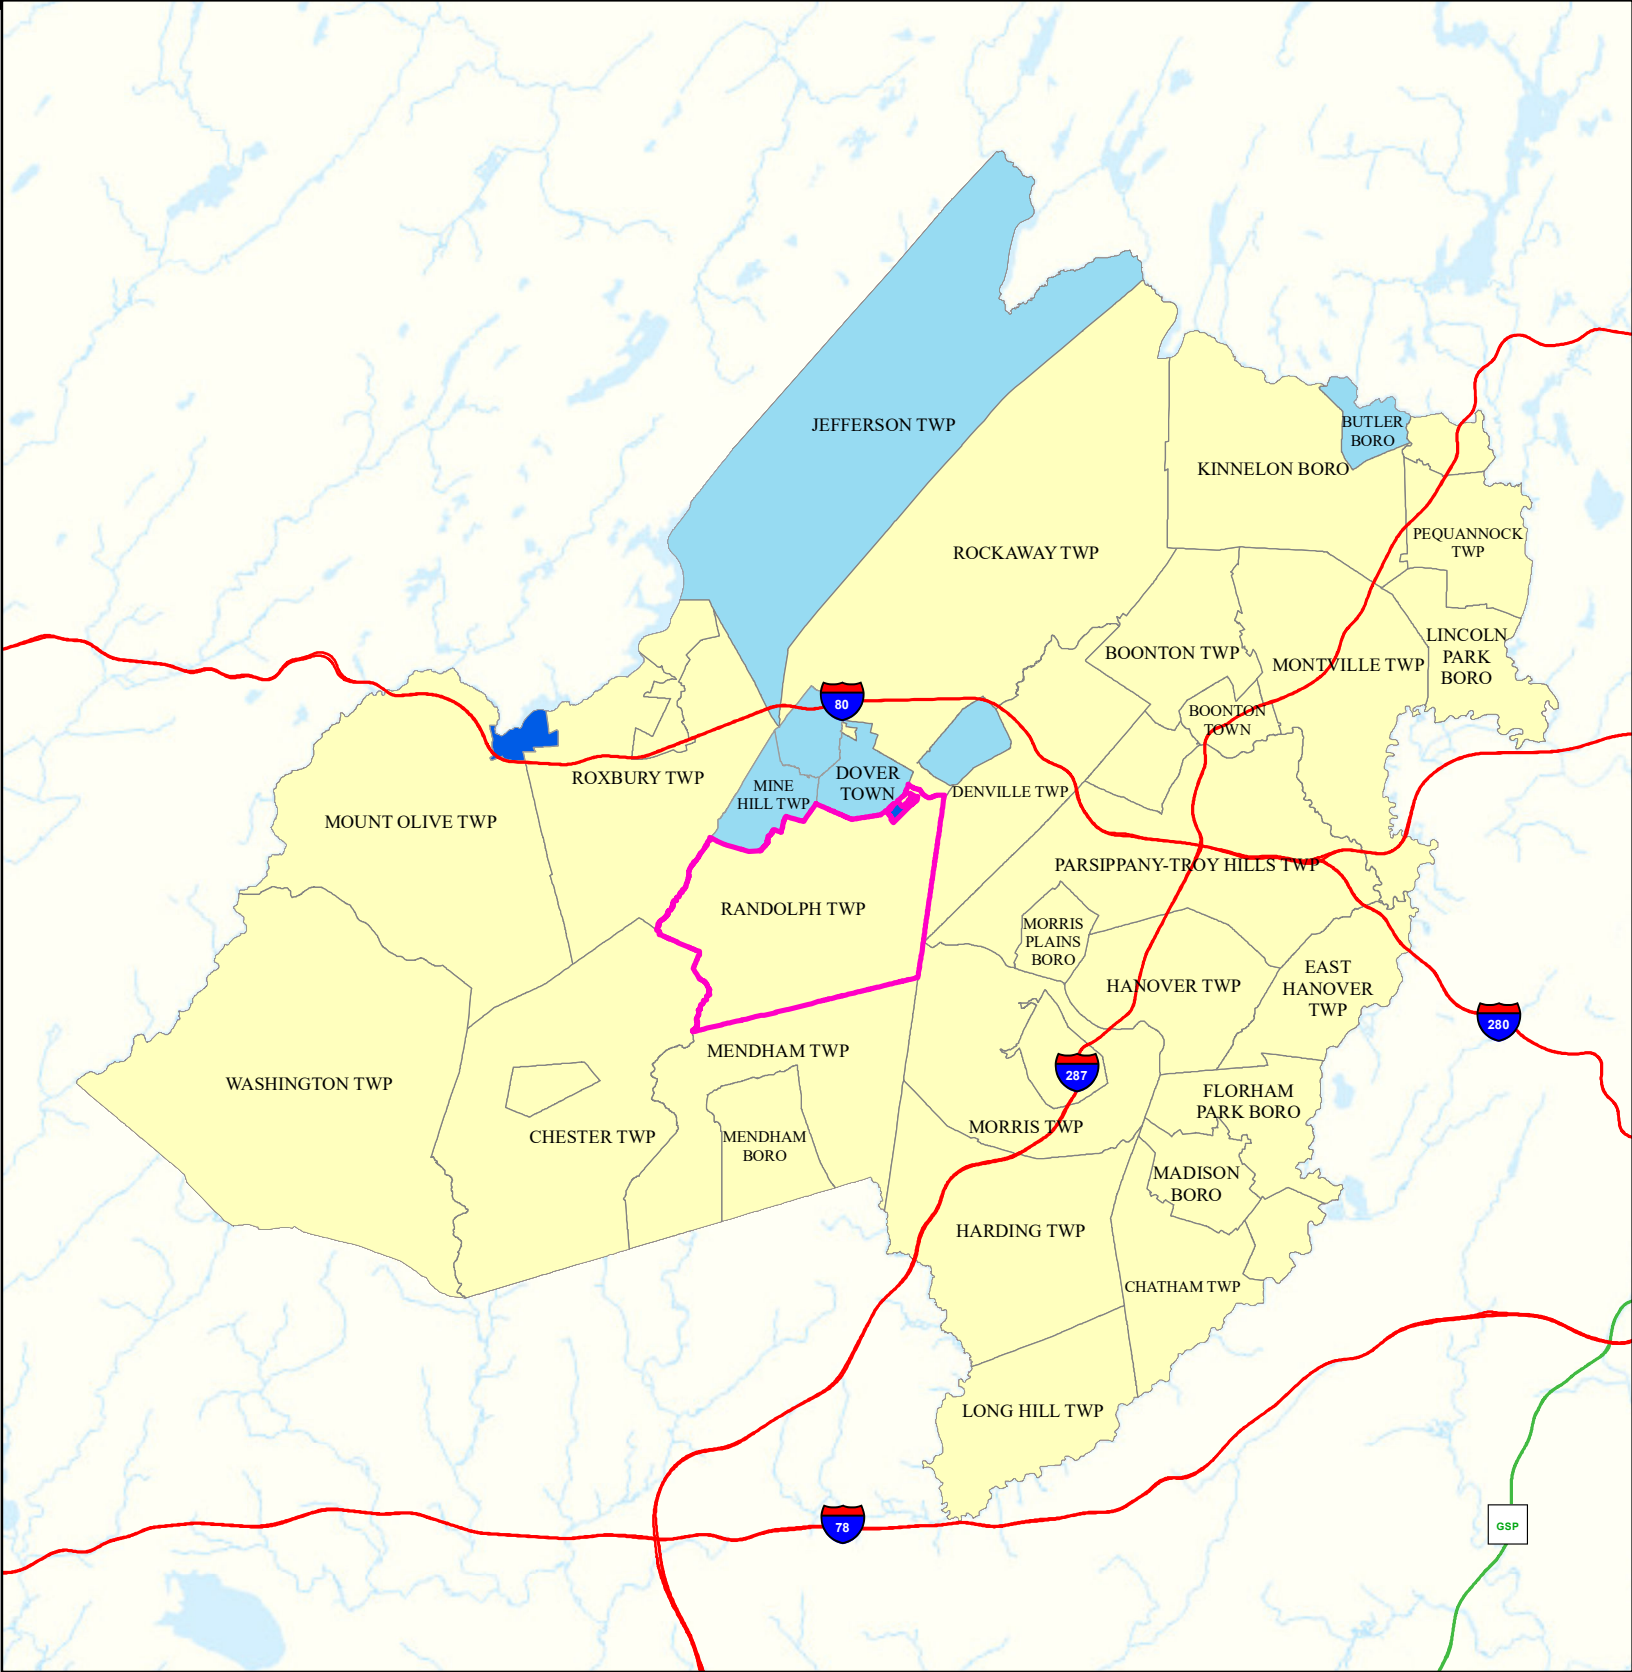 JEFFERSON TWP
BUTLER
BORO
KINNELON BORO
PEQUANNOCK
TWP
ROCKAWAY TWP
LINCOLN
PARK
BORO
BOONTON TWP
MONTVILLE TWP
80
BOONTON
TOWN
ROXBURY TWP
MINE
HILL TWP
DOVER
TOWN
DENVILLE TWP
MOUNT OLIVE TWP
PARSIPPANY-TROY HILLS TWP
RANDOLPH TWP
MORRIS
PLAINS
BORO
EAST
HANOVER
TWP
HANOVER TWP
280
MENDHAM TWP
287
WASHINGTON TWP
FLORHAM
PARK BORO
CHESTER TWP
MENDHAM
BORO
MORRIS TWP
MADISON
BORO
HARDING TWP
CHATHAM TWP
LONG HILL TWP
78
GSP